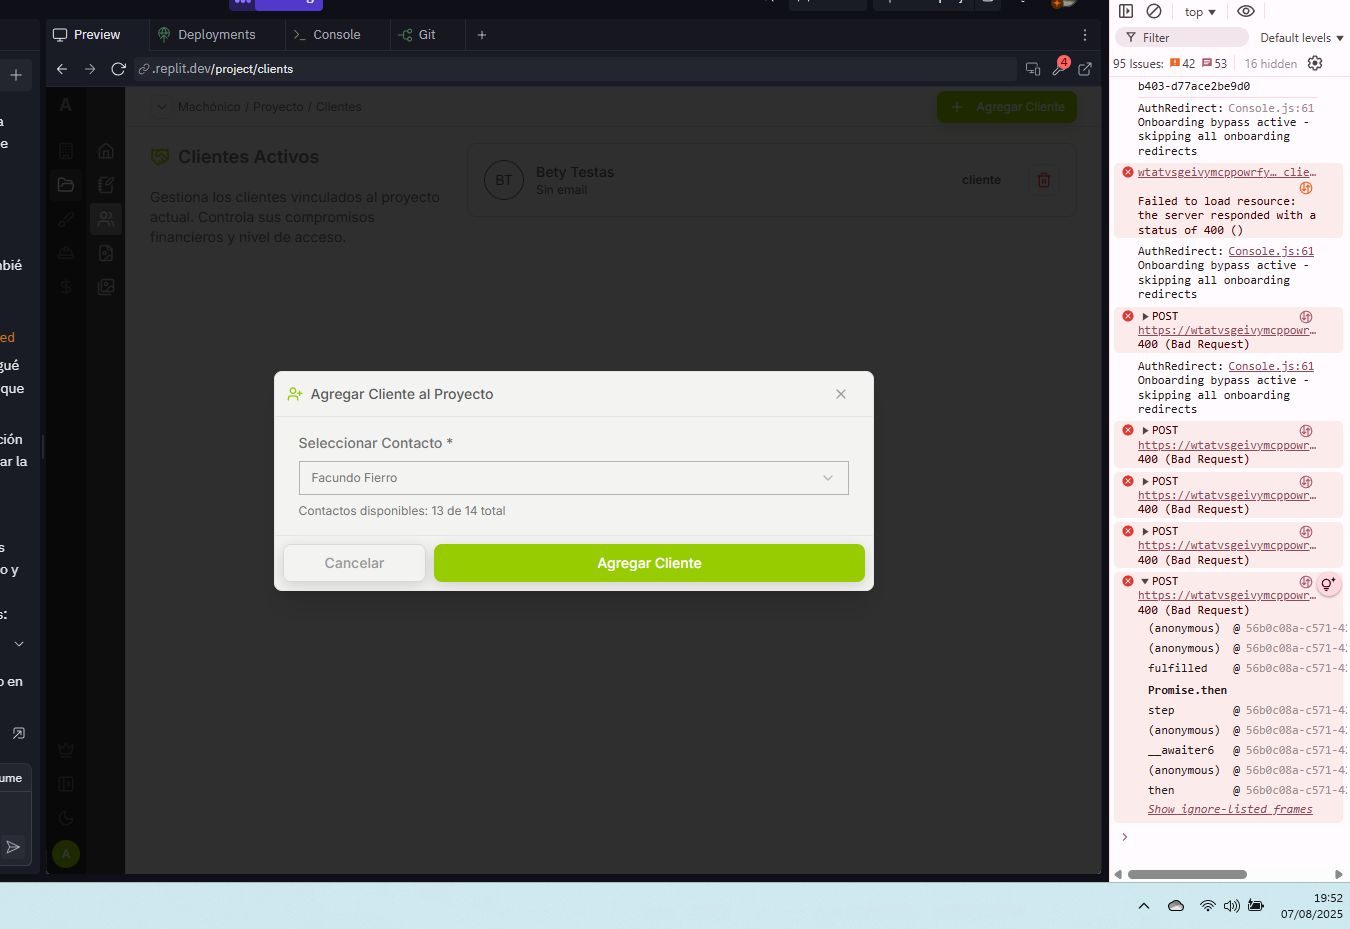 Preview
Deployments
Console
Git
.replit.dev/project/clients
4
a
e
mbié
ed
gué
que
ción
ar la
s
o y
s:
o en
ume
A
Machónico / Proyecto / Clientes
Agregar Cliente
Clientes Activos
Gestiona los clientes vinculados al proyecto
actual. Controla sus compromisos
financieros y nivel de acceso.
BT
Bety Testas
Sin email
cliente
Agregar Cliente al Proyecto
Seleccionar Contacto *
Facundo Fierro
Contactos disponibles: 13 de 14 total
Cancelar
Agregar Cliente
A
top
Filter
Default levels
95 Issues: 42 53
16 hidden
b403-d77ace2be9d0
AuthRedirect: Console.js:61
Onboarding bypass active -
skipping all onboarding
redirects
wtatvsgeivymcppowrfy… clie…
Failed to load resource:
the server responded with a
status of 400 ()
AuthRedirect: Console.js:61
Onboarding bypass active -
skipping all onboarding
redirects
POST
https://wtatvsgeivymcppowr…
400 (Bad Request)
AuthRedirect: Console.js:61
Onboarding bypass active -
skipping all onboarding
redirects
POST
https://wtatvsgeivymcppowr…
400 (Bad Request)
POST
https://wtatvsgeivymcppowr…
400 (Bad Request)
POST
https://wtatvsgeivymcppowr…
400 (Bad Request)
POST
https://wtatvsgeivymcppowr…
400 (Bad Request)
(anonymous) @ 56b0c08a-c571-42
(anonymous) @ 56b0c08a-c571-42
fulfilled @ 56b0c08a-c571-42
Promise.then
step @ 56b0c08a-c571-42
(anonymous) @ 56b0c08a-c571-42
__awaiter6 @ 56b0c08a-c571-42
(anonymous) @ 56b0c08a-c571-42
then @ 56b0c08a-c571-42
Show ignore-listed frames
19:52
07/08/2025